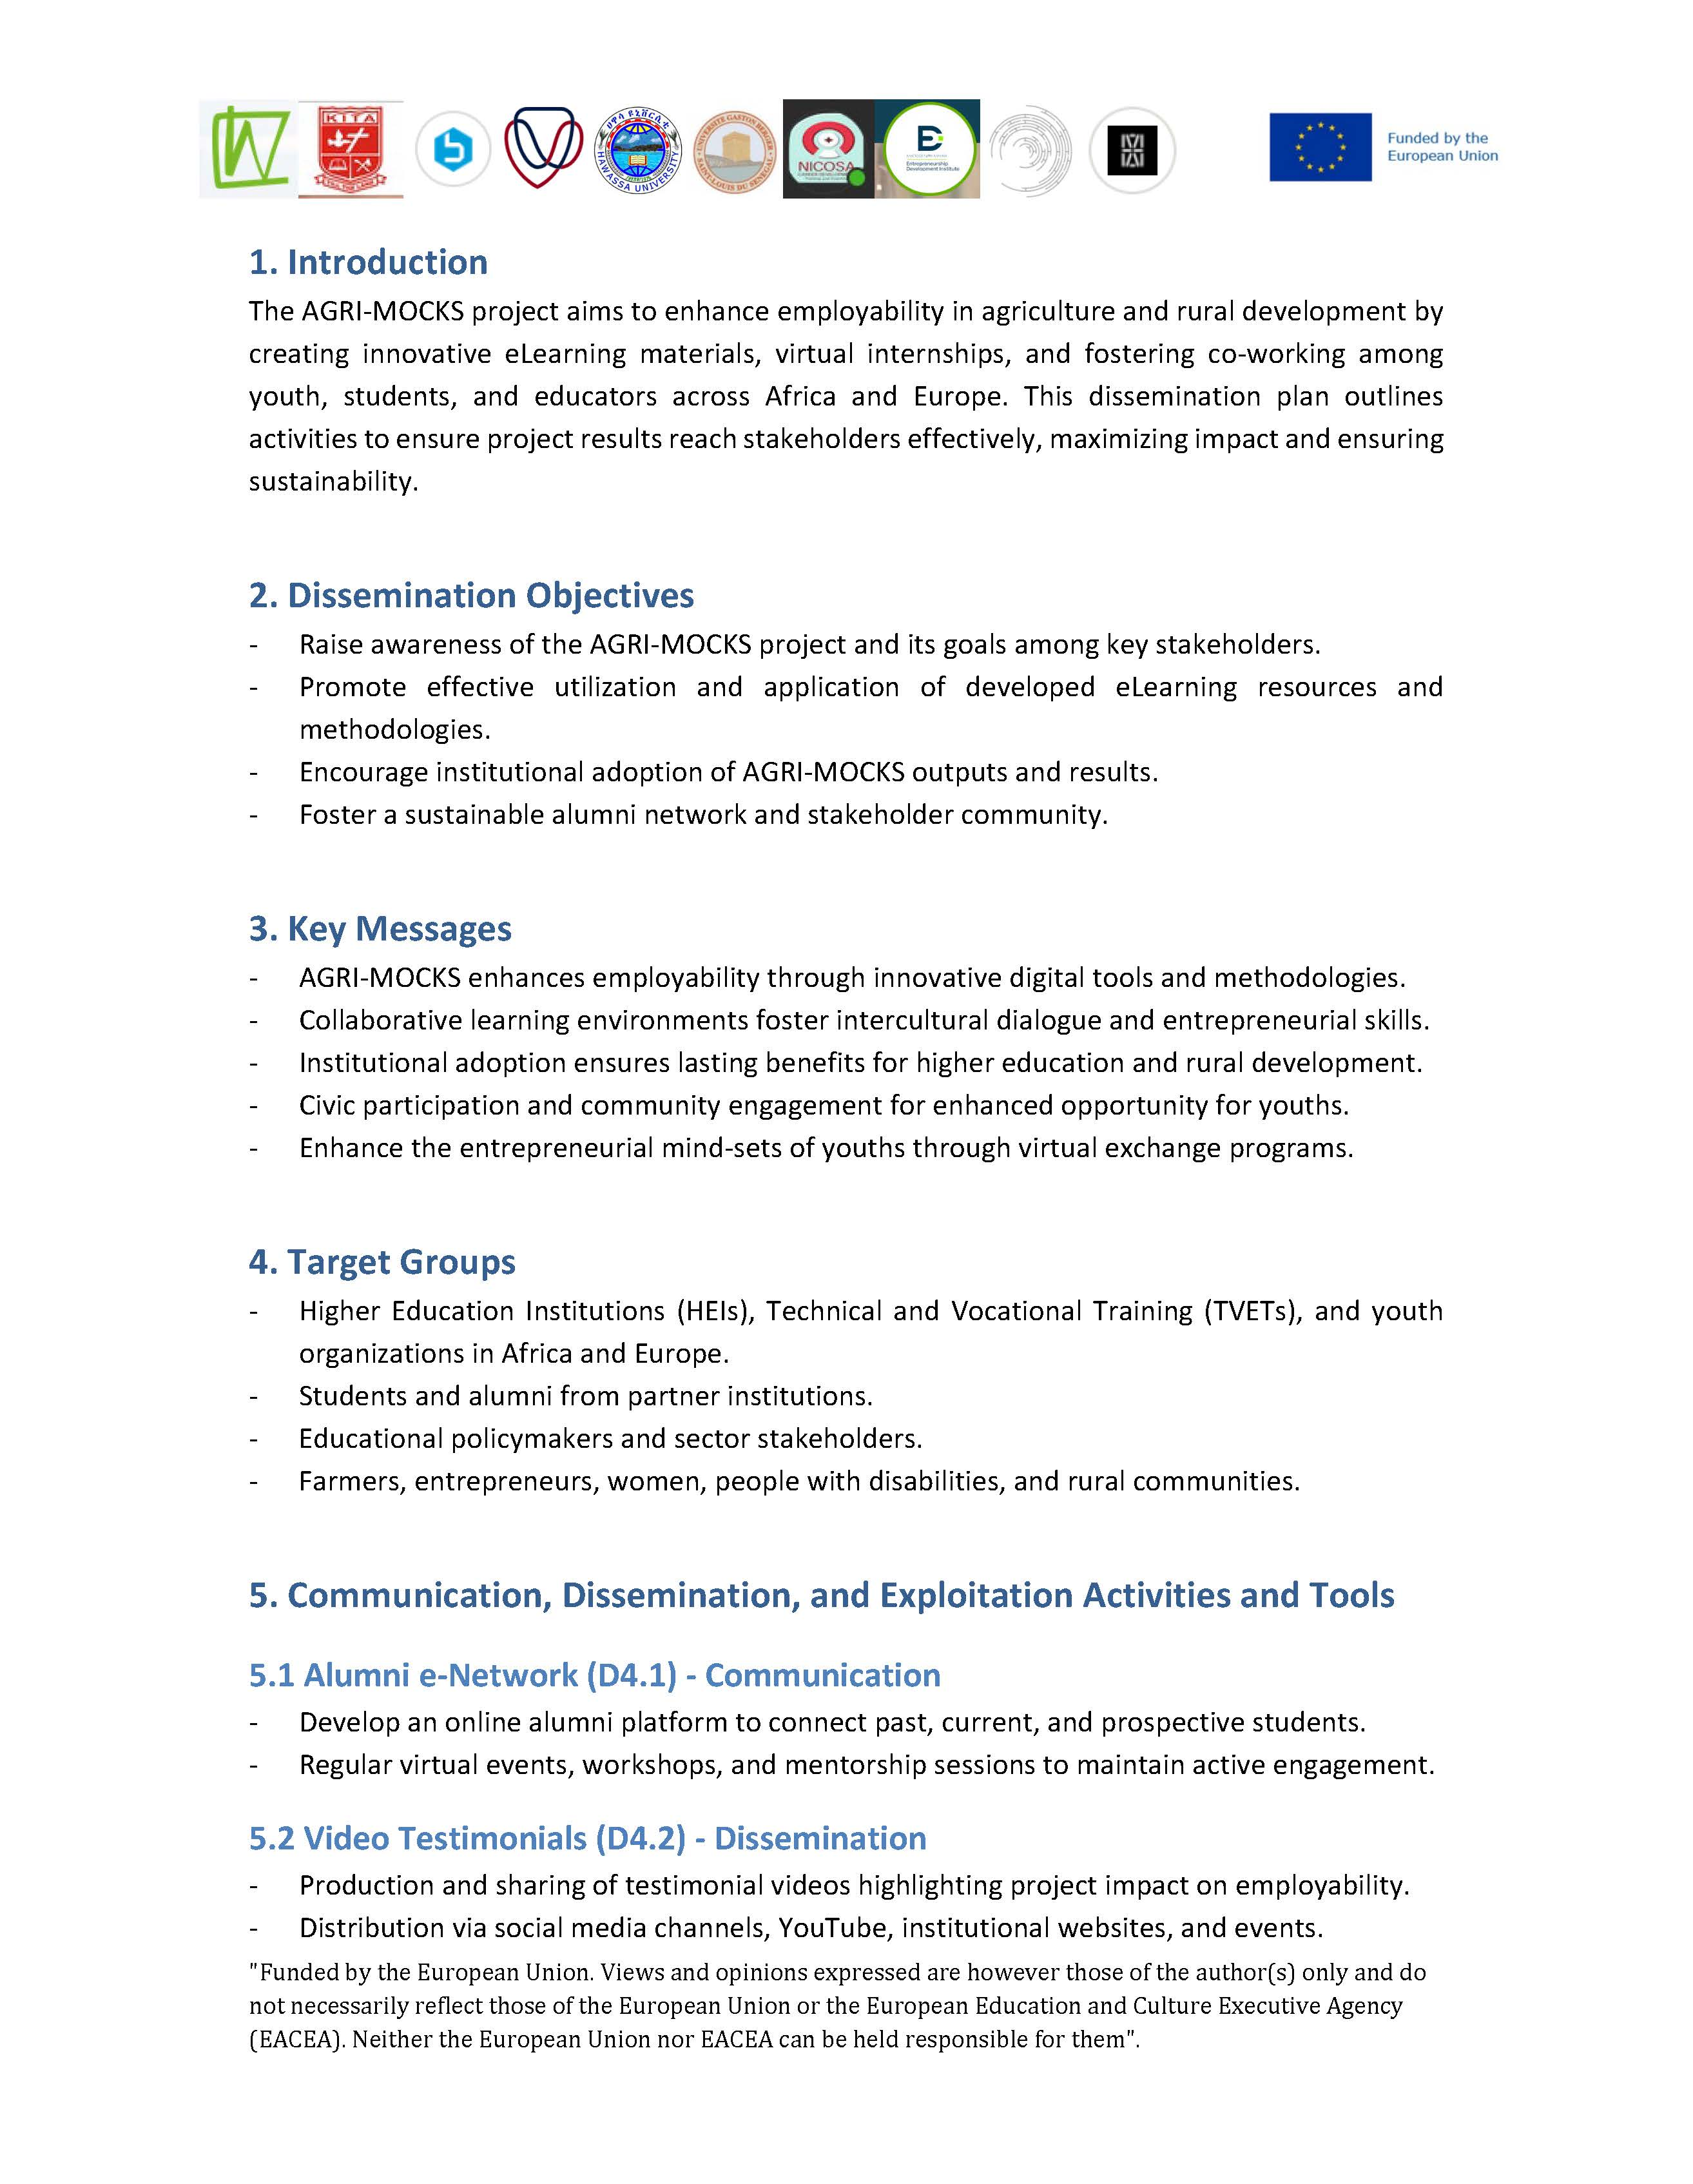 KITA
HAWASSA UNIVERSITY
UNIVERSITE GASTON BERGER
SAINT-LOUIS DU SENEGAL
NICOSA
Entrepreneurship
Development Institute
Funded by the
European Union
1. Introduction
The AGRI-MOCKS project aims to enhance employability in agriculture and rural development by
creating innovative eLearning materials, virtual internships, and fostering co-working among
youth, students, and educators across Africa and Europe. This dissemination plan outlines
activities to ensure project results reach stakeholders effectively, maximizing impact and ensuring
sustainability.
2. Dissemination Objectives
- Raise awareness of the AGRI-MOCKS project and its goals among key stakeholders.
- Promote effective utilization and application of developed eLearning resources and
methodologies.
- Encourage institutional adoption of AGRI-MOCKS outputs and results.
- Foster a sustainable alumni network and stakeholder community.
3. Key Messages
- AGRI-MOCKS enhances employability through innovative digital tools and methodologies.
- Collaborative learning environments foster intercultural dialogue and entrepreneurial skills.
- Institutional adoption ensures lasting benefits for higher education and rural development.
- Civic participation and community engagement for enhanced opportunity for youths.
- Enhance the entrepreneurial mind-sets of youths through virtual exchange programs.
4. Target Groups
- Higher Education Institutions (HEIs), Technical and Vocational Training (TVETs), and youth
organizations in Africa and Europe.
- Students and alumni from partner institutions.
- Educational policymakers and sector stakeholders.
- Farmers, entrepreneurs, women, people with disabilities, and rural communities.
5. Communication, Dissemination, and Exploitation Activities and Tools
5.1 Alumni e-Network (D4.1) - Communication
- Develop an online alumni platform to connect past, current, and prospective students.
- Regular virtual events, workshops, and mentorship sessions to maintain active engagement.
5.2 Video Testimonials (D4.2) - Dissemination
- Production and sharing of testimonial videos highlighting project impact on employability.
- Distribution via social media channels, YouTube, institutional websites, and events.
"Funded by the European Union. Views and opinions expressed are however those of the author(s) only and do
not necessarily reflect those of the European Union or the European Education and Culture Executive Agency
(EACEA). Neither the European Union nor EACEA can be held responsible for them".